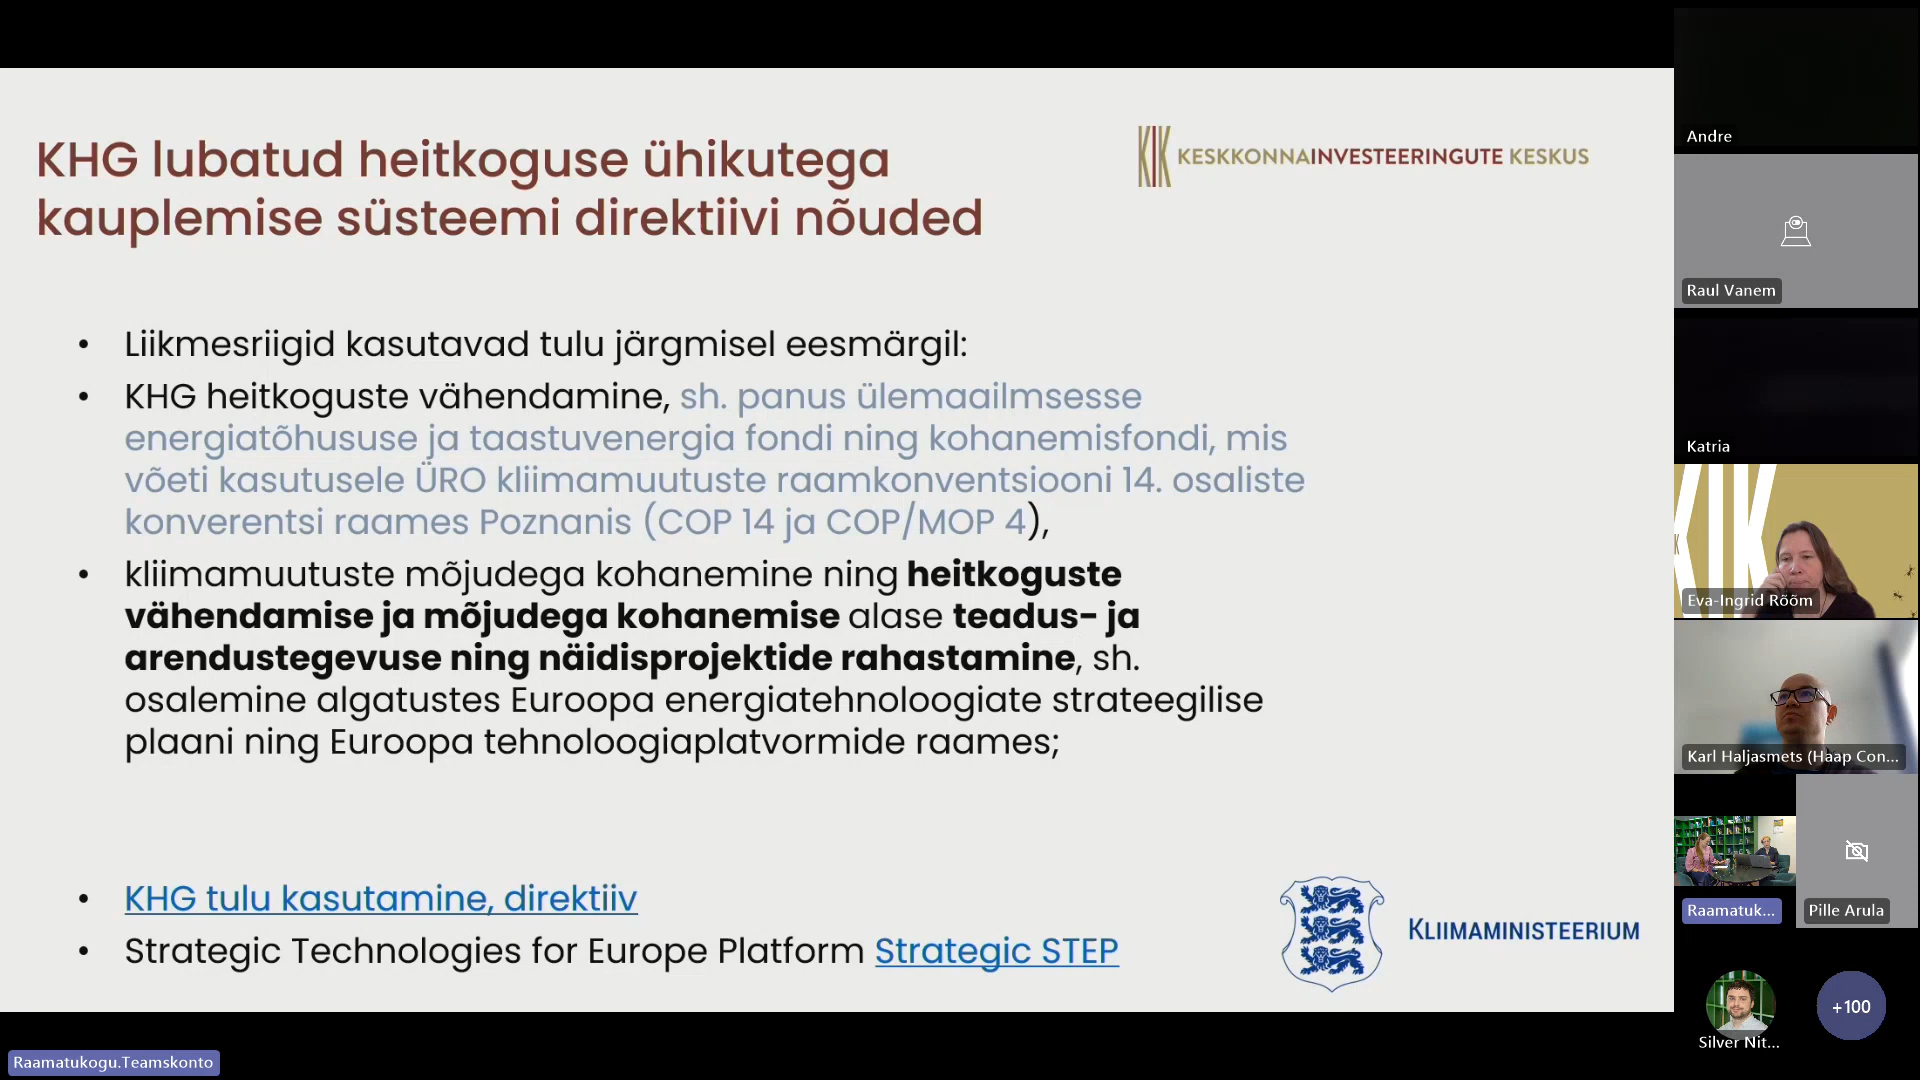 KHG lubatud heitkoguse ühikutega
kauplemise süsteemi direktiivi nõuded
KESKKONNAINVESTEERINGUTE KESKUS
• Liikmesriigid kasutavad tulu järgmisel eesmärgil:
• KHG heitkoguste vähendamine, sh. panus ülemaailmsesse
energiatõhususe ja taastuvenergia fondi ning kohanemisfondi, mis
võeti kasutusele ÜRO kliimamuutuste raamkonventsiooni 14. osaliste
konverentsi raames Poznanis (COP 14 ja COP/MOP 4),
• kliimamuutuste mõjudega kohanemine ning heitkoguste
vähendamise ja mõjudega kohanemise alase teadus- ja
arendustegevuse ning näidisprojektide rahastamine, sh.
osalemine algatustes Euroopa energiatehnoloogiate strateegilise
plaani ning Euroopa tehnoloogiaplatvormide raames;
• KHG tulu kasutamine, direktiiv
• Strategic Technologies for Europe Platform Strategic STEP
KLIIMAMINISTEERIUM
Raamatukogu.Teamskonto
Andre
Raul Vanem
Katria
KIK
Eva-Ingrid Rõõm
Karl Haljasmets (Haap Con...
Raamatuk...
Pille Arula
Silver Nit...
+100